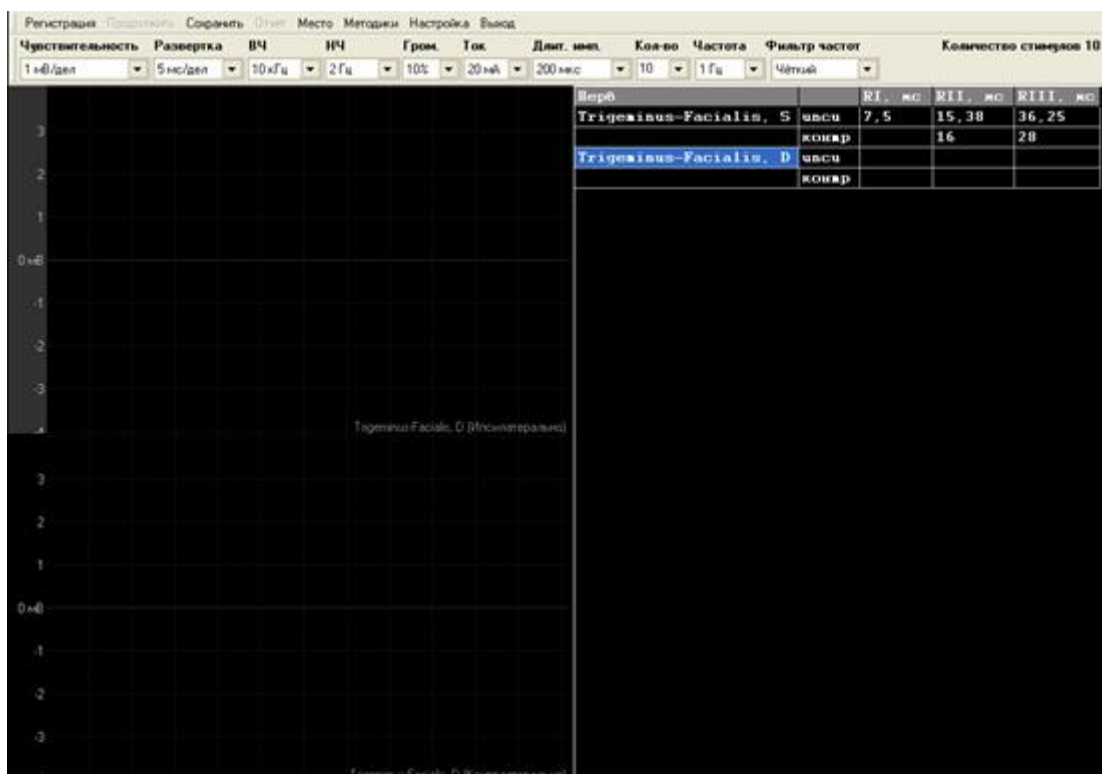 Регистрация Продолжить Сохранить Отчет Место Методики Настройка Выход
Чувствительность Развертка ВЧ НЧ Гром. Ток Длит. имп. Кол-во Частота Фильтр частот Количество стимулов 10
1 мВ/дел 5 мс/дел 10 кГц 2 Гц 10% 20 мА 200 мкс 10 1 Гц Чёткий
Нерв RI, мс RII, мс RIII, мс
Trigeminus-Facialis, S ипси 7,5 15,38 36,25
контр 16 28
Trigeminus-Facialis, D ипси
контр
3
2
1
0 мВ
-1
-2
-3
-4
Trigeminus-Facialis, D (Ипсилатерально)
3
2
1
0 мВ
-1
-2
-3